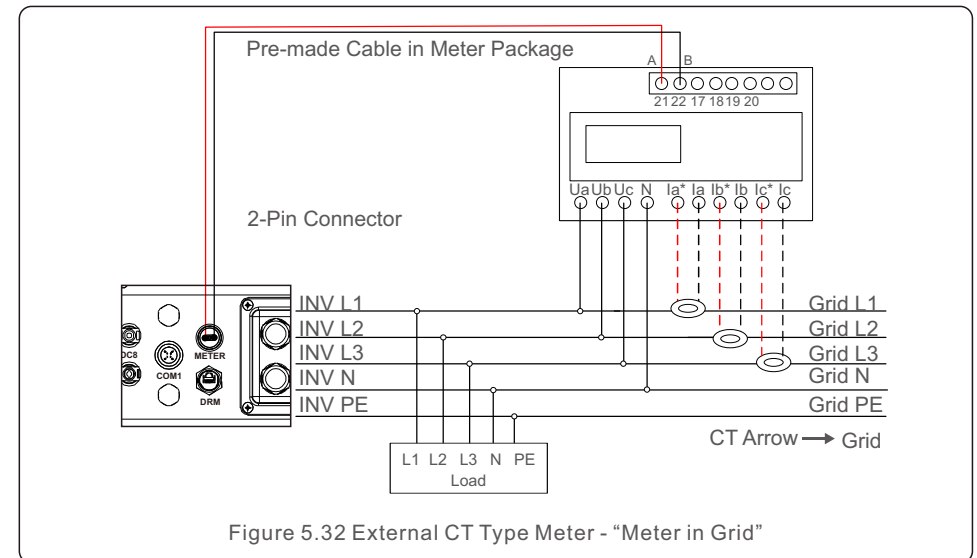 Pre-made Cable in Meter Package
A B
21 22 17 18 19 20
Ua Ub Uc N Ia* Ia Ib* Ib Ic* Ic
2-Pin Connector
INV L1 Grid L1
INV L2 Grid L2
INV L3 Grid L3
INV N Grid N
INV PE Grid PE
DC8 COM1 METER
DRM
CT Arrow → Grid
L1 L2 L3 N PE
Load
Figure 5.32 External CT Type Meter - “Meter in Grid”